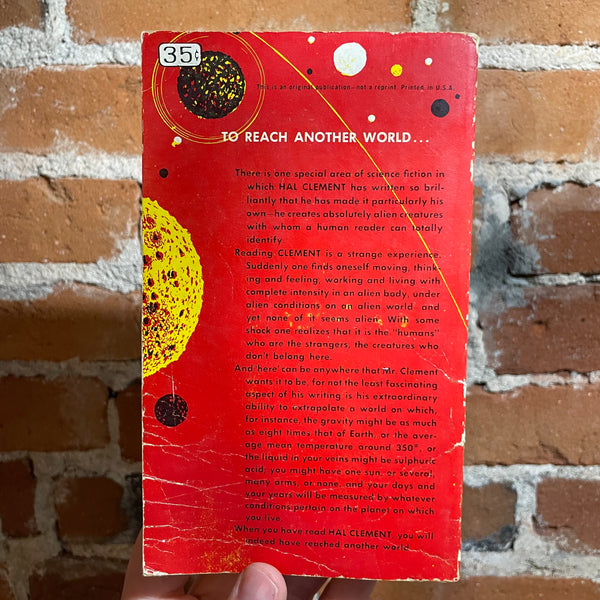 35¢
This is an original publication—not a reprint. Printed in U.S.A.
TO REACH ANOTHER WORLD...
There is one special area of science fiction in
which HAL CLEMENT has written so bril-
liantly that he has made it particularly his
own—he creates absolutely alien creatures
with whom a human reader can totally
identify.
Reading CLEMENT is a strange experience.
Suddenly one finds oneself moving, think-
ing and feeling, working and living with
complete intensity in an alien body, under
alien conditions on an alien world—and
yet none of it seems alien. With some
shock one realizes that it is the "humans"
who are the strangers, the creatures who
don't belong here.
And 'here' can be anywhere that Mr. Clement
wants it to be, for not the least fascinating
aspect of his writing is his extraordinary
ability to extrapolate a world on which,
for instance, the gravity might be as much
as eight times that of Earth, or the aver-
age mean temperature around 350°, or
the liquid in your veins might be sulphuric
acid; you might have one sun, or several,
many arms, or none, and your days and
your years will be measured by whatever
conditions pertain on the planet on which
you live.
When you have read HAL CLEMENT, you will
indeed have reached another world.